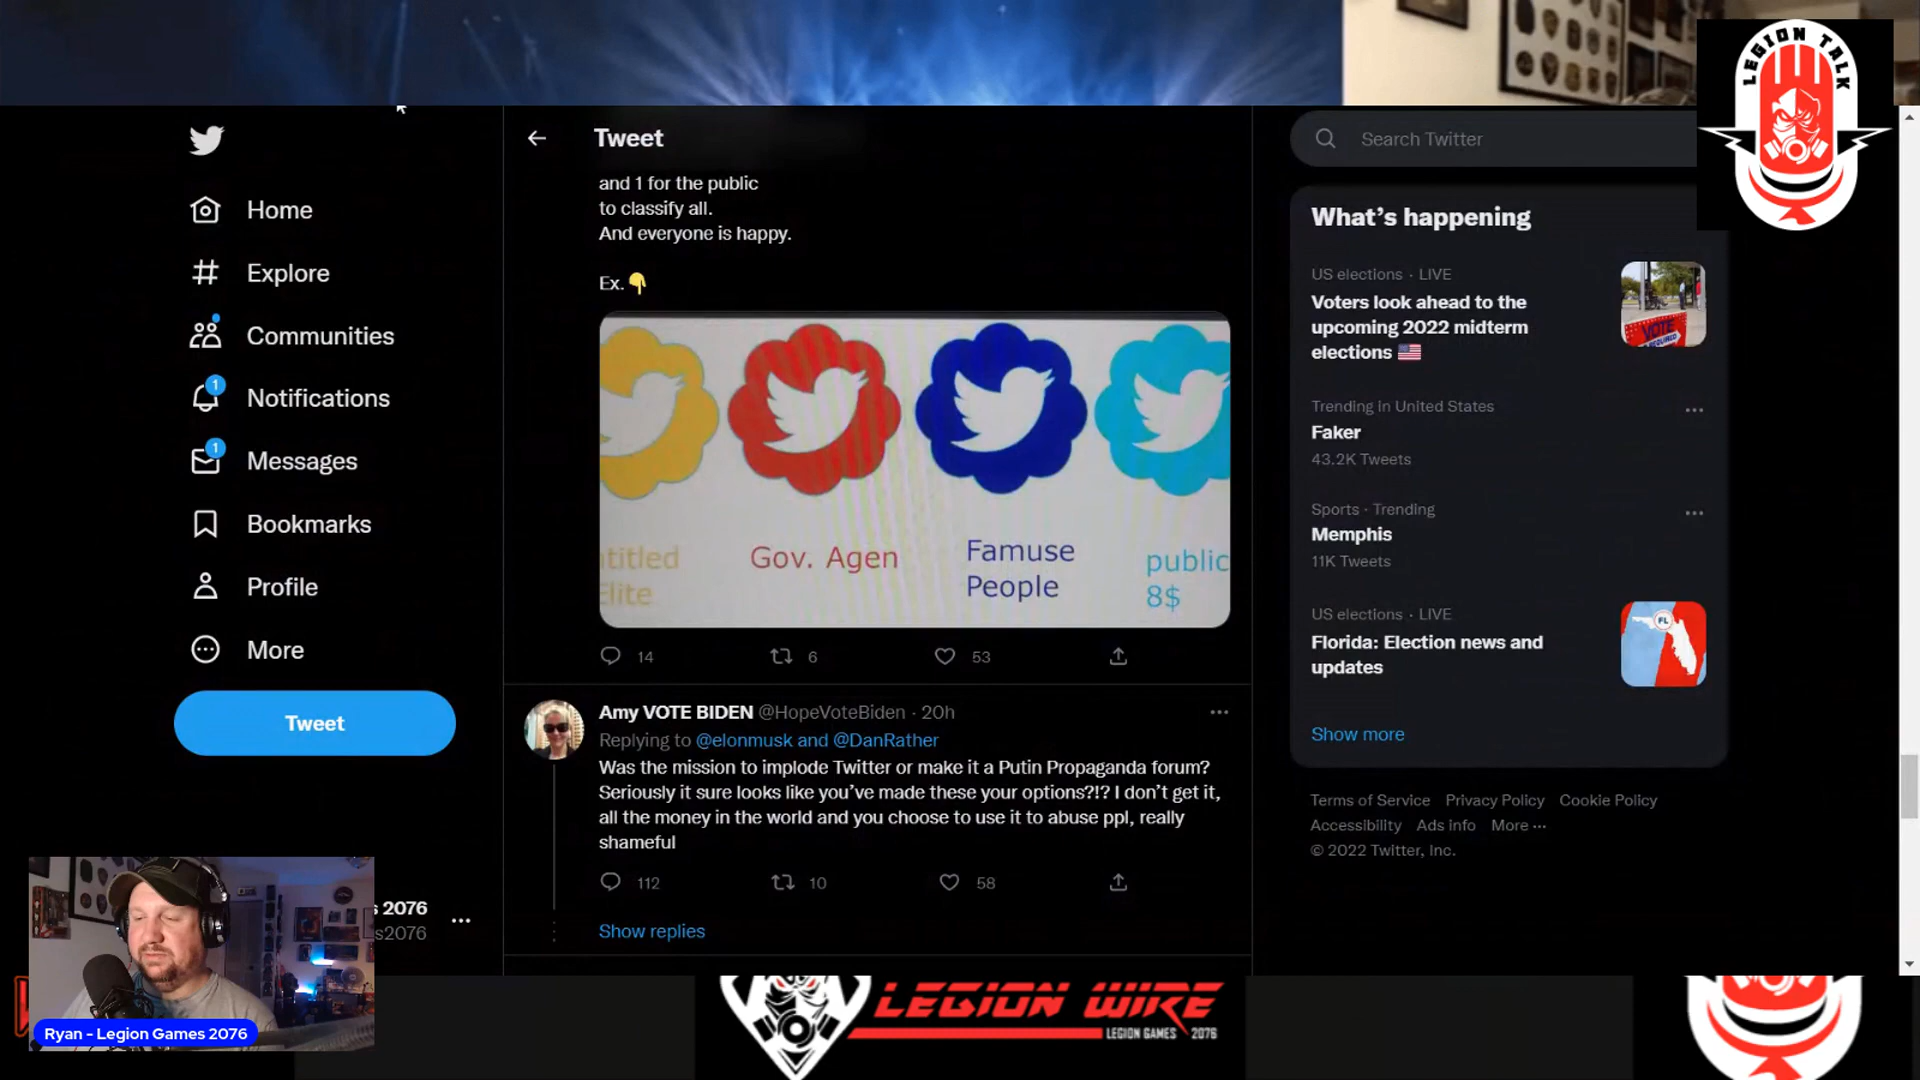 LEGION TALK
Tweet
Search Twitter
and 1 for the public
to classify all.
And everyone is happy.
Ex.
Home
Explore
Communities
1
Notifications
1
Messages
Bookmarks
Profile
More
Tweet
What's happening
US elections · LIVE
Voters look ahead to the
upcoming 2022 midterm
elections
VOTE
Trending in United States
Faker
43.2K Tweets
Sports · Trending
Memphis
11K Tweets
US elections · LIVE
Florida: Election news and
updates
FL
Show more
Terms of Service Privacy Policy Cookie Policy
Accessibility Ads info More
© 2022 Twitter, Inc.
ntitled
Elite
Gov. Agen
Famuse
People
public
8$
14 6 53
Amy VOTE BIDEN @HopeVoteBiden · 20h
Replying to @elonmusk and @DanRather
Was the mission to implode Twitter or make it a Putin Propaganda forum?
Seriously it sure looks like you've made these your options?!? I don't get it,
all the money in the world and you choose to use it to abuse ppl, really
shameful
112 10 58
Show replies
s 2076
s2076
Ryan - Legion Games 2076
LEGION WIRE
LEGION GAMES 2076